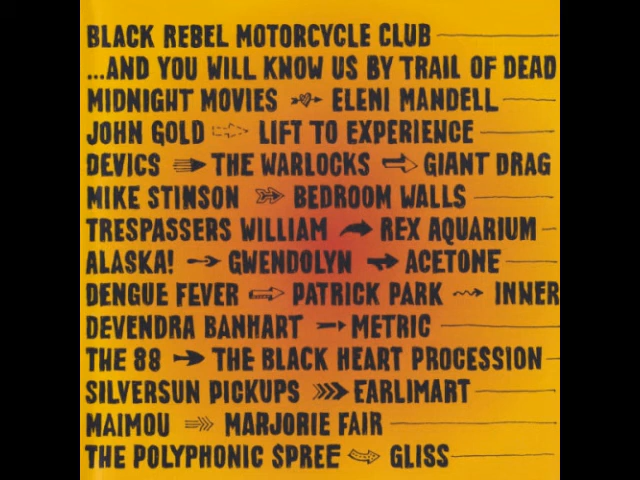 BLACK REBEL MOTORCYCLE CLUB
...AND YOU WILL KNOW US BY TRAIL OF DEAD
MIDNIGHT MOVIES ELENI MANDELL
JOHN GOLD LIFT TO EXPERIENCE
DEVICS THE WARLOCKS GIANT DRAG
MIKE STINSON BEDROOM WALLS
TRESPASSERS WILLIAM REX AQUARIUM
ALASKA! GWENDOLYN ACETONE
DENGUE FEVER PATRICK PARK INNER
DEVENDRA BANHART METRIC
THE 88 THE BLACK HEART PROCESSION
SILVERSUN PICKUPS EARLIMART
MAIMOU MARJORIE FAIR
THE POLYPHONIC SPREE GLISS